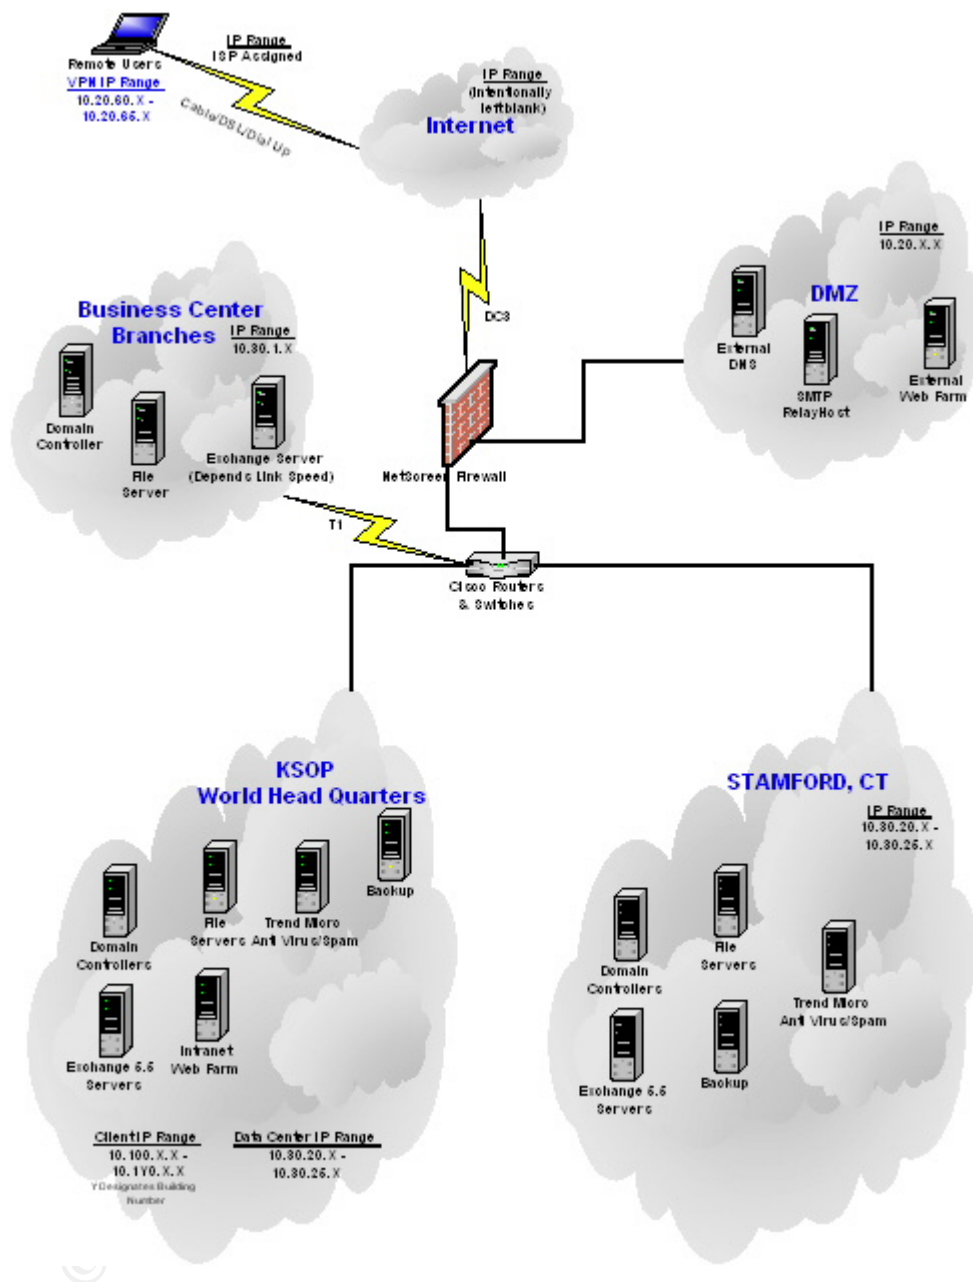 IP Range
ISP Assigned
Remote Users
VPN IP Range
10.20.60.X -
10.20.65.X
Cable/DSL/Dial Up
IP Range
(Intentionally
leftblank)
Internet
IP Range
10.20.X.X
DMZ
External
DNS
SMTP
RelayHost
External
Web Farm
DC3
Business Center
Branches
IP Range
10.30.1.X
Domain
Controller
File
Server
Exchange Server
(Depends Link Speed)
NetScreen Firewall
T1
Cisco Routers
& Switches
KSOP
World Head Quarters
Backup
File
Servers
Trend Micro
Anti Virus/Spam
Domain
Controllers
Exchange 5.5
Servers
Intranet
Web Farm
Client IP Range
10.100.X.X -
10.1Y0.X.X
Y Designates Building
Number
Data Center IP Range
10.30.20.X -
10.30.25.X
STAMFORD, CT
IP Range
10.30.20.X -
10.30.25.X
File
Servers
Domain
Controllers
Trend Micro
Anti Virus/Spam
Exchange 5.5
Servers
Backup
©